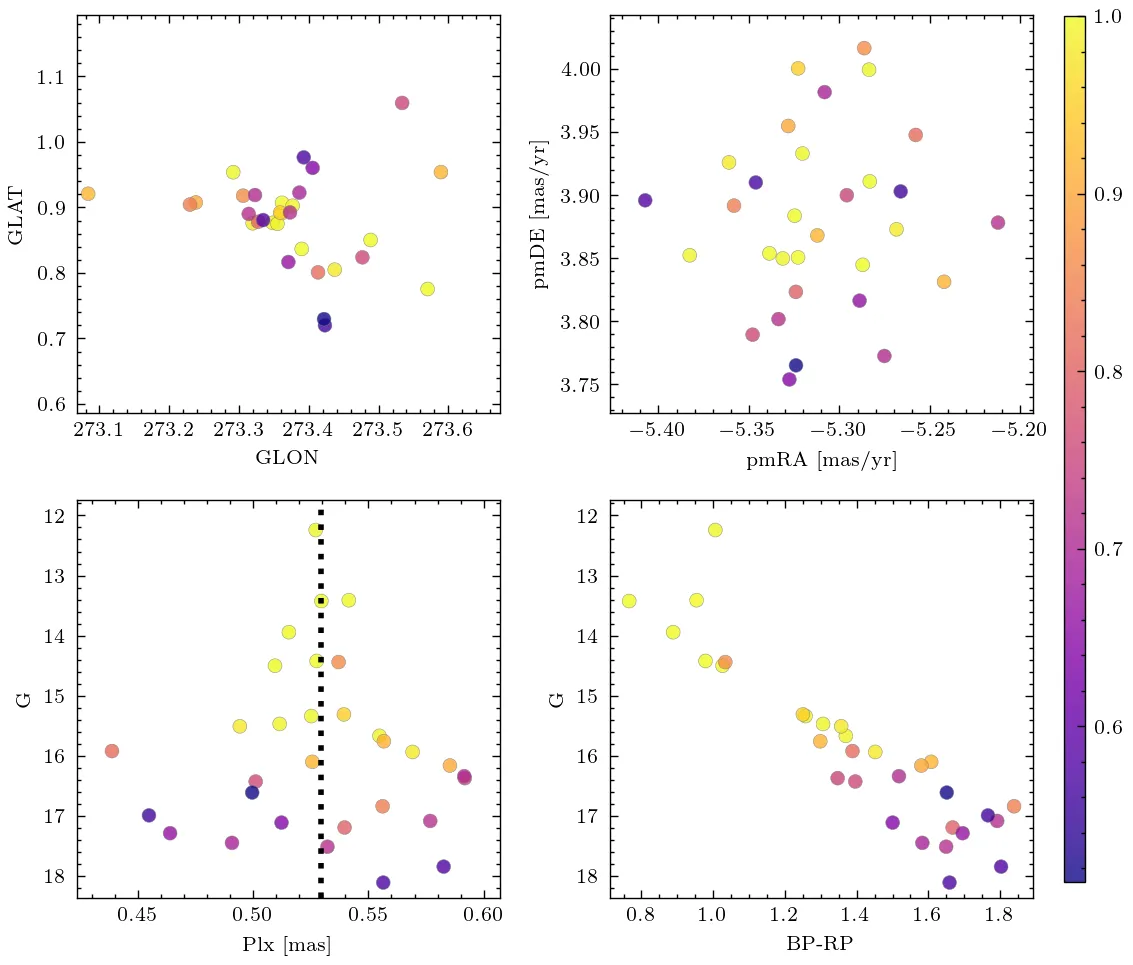 1.1
1.0
0.9
0.8
0.7
0.6
GLAT
273.1 273.2 273.3 273.4 273.5 273.6
GLON
4.00
3.95
3.90
3.85
3.80
3.75
pmDE [mas/yr]
−5.40 −5.35 −5.30 −5.25 −5.20
pmRA [mas/yr]
12
13
14
15
16
17
18
G
0.45 0.50 0.55 0.60
Plx [mas]
12
13
14
15
16
17
18
G
0.8 1.0 1.2 1.4 1.6 1.8
BP-RP
1.0
0.9
0.8
0.7
0.6